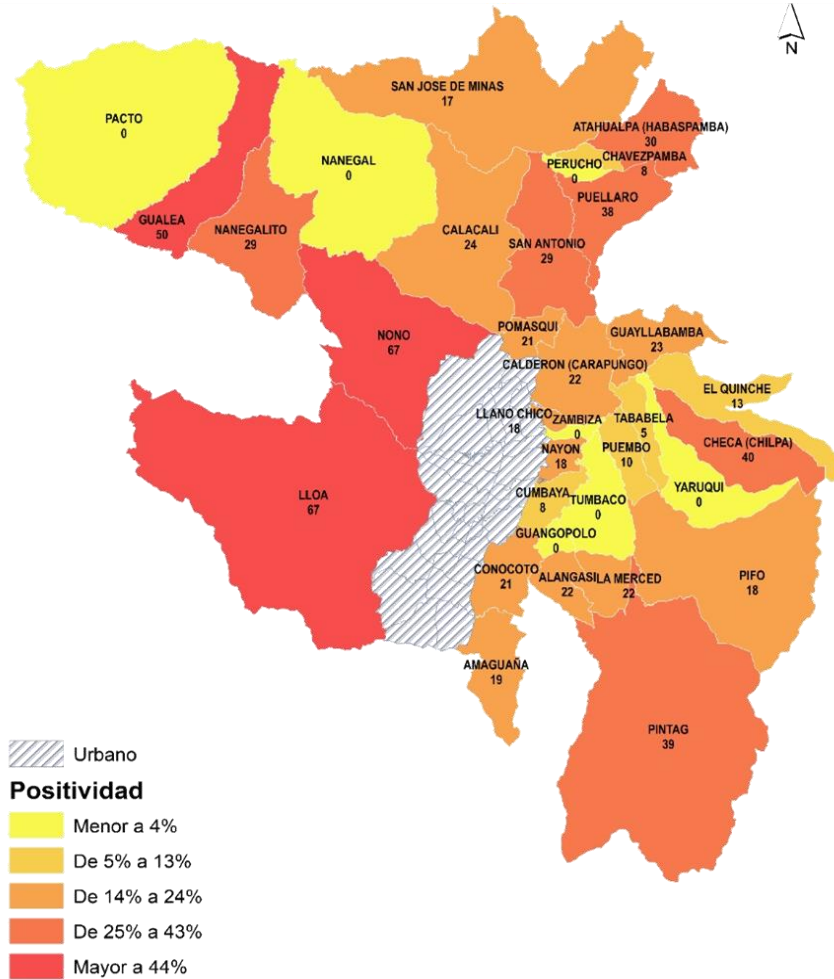 N
SAN JOSE DE MINAS
17
PACTO
0
ATAHUALPA (HABASPAMBA)
30
NANEGAL
0
PERUCHO
0
CHAVEZPAMBA
8
PUELLARO
38
GUALEA
50
NANEGALITO
29
CALACALI
24
SAN ANTONIO
29
NONO
67
POMASQUI
21
GUAYLLABAMBA
23
CALDERON (CARAPUNGO)
22
EL QUINCHE
13
LLANO CHICO
18
ZAMBIZA
0
TABABELA
5
CHECA (CHILPA)
40
NAYON
18
PUEMBO
10
LLOA
67
CUMBAYA
8
TUMBACO
0
YARUQUI
0
GUANGOPOLO
0
CONOCOTO
21
ALANGASI
22
LA MERCED
22
PIFO
18
AMAGUAÑA
19
PINTAG
39
Urbano
Positividad
Menor a 4%
De 5% a 13%
De 14% a 24%
De 25% a 43%
Mayor a 44%